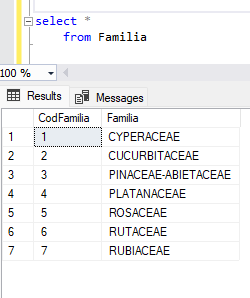 select *
from Familia
100 %
Results Messages
CodFamilia Familia
1 1 CYPERACEAE
2 2 CUCURBITACEAE
3 3 PINACEAE-ABIETACEAE
4 4 PLATANACEAE
5 5 ROSACEAE
6 6 RUTACEAE
7 7 RUBIACEAE